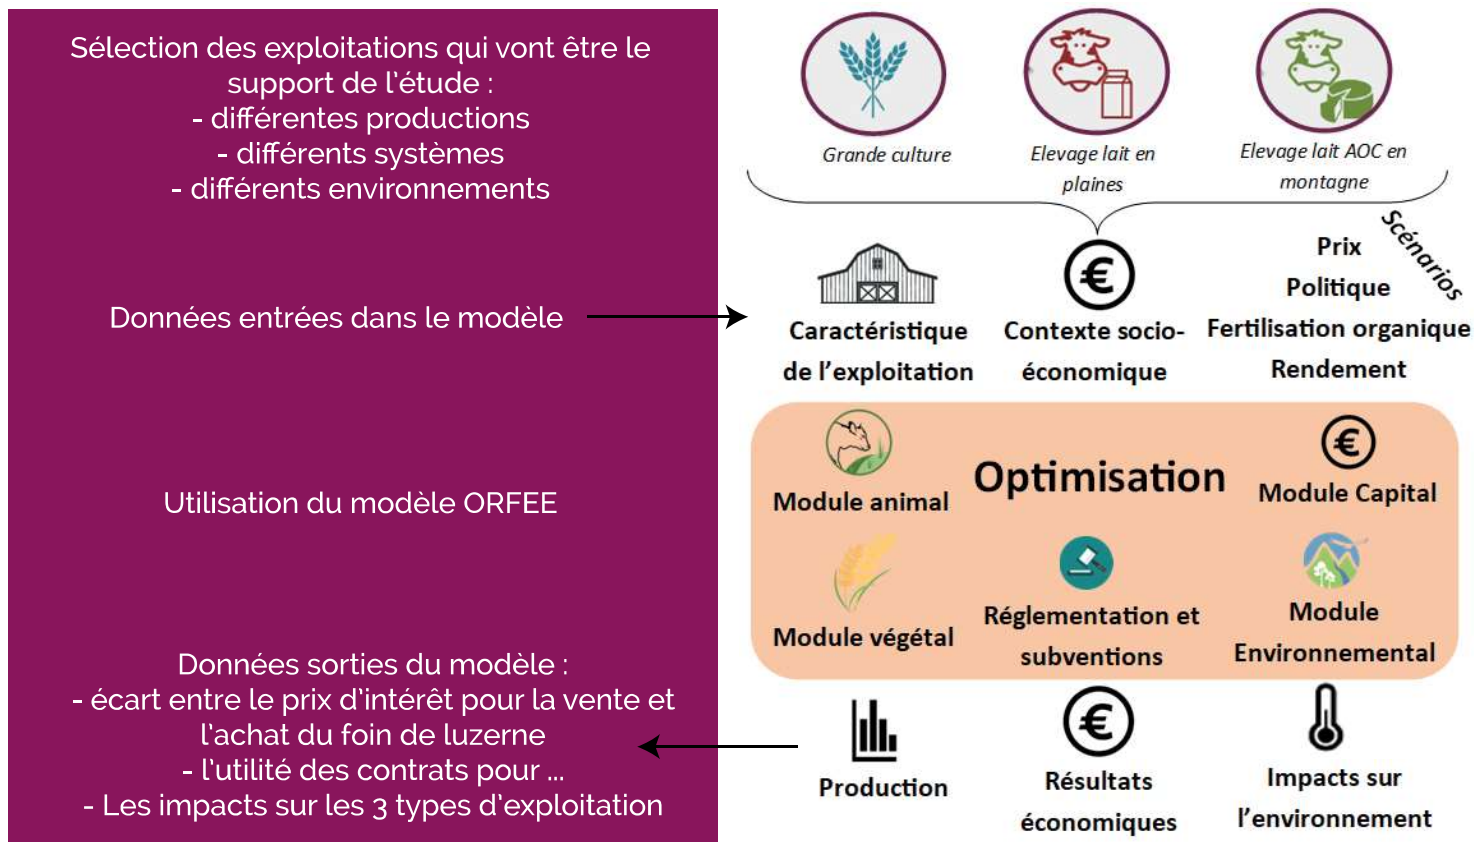 Sélection des exploitations qui vont être le
support de l'étude :
- différentes productions
- différents systèmes
- différents environnements
Données entrées dans le modèle
Utilisation du modèle ORFEE
Données sorties du modèle :
- écart entre le prix d'intérêt pour la vente et
l'achat du foin de luzerne
- l'utilité des contrats pour ...
- Les impacts sur les 3 types d'exploitation
Grande culture
Elevage lait en
plaines
Elevage lait AOC en
montagne
Scénarios
Caractéristique
de l'exploitation
Contexte socio-
économique
Prix
Politique
Fertilisation organique
Rendement
Optimisation
Module animal
Module Capital
Module végétal
Réglementation et
subventions
Module
Environnemental
Production
Résultats
économiques
Impacts sur
l'environnement